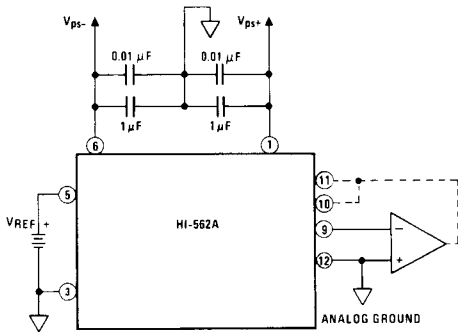 Vps- Vps+
0.01 µF 0.01 µF
1µF 1µF
6 1
5 11
VREF + HI-562A 10
9 -
3 12 +
ANALOG GROUND